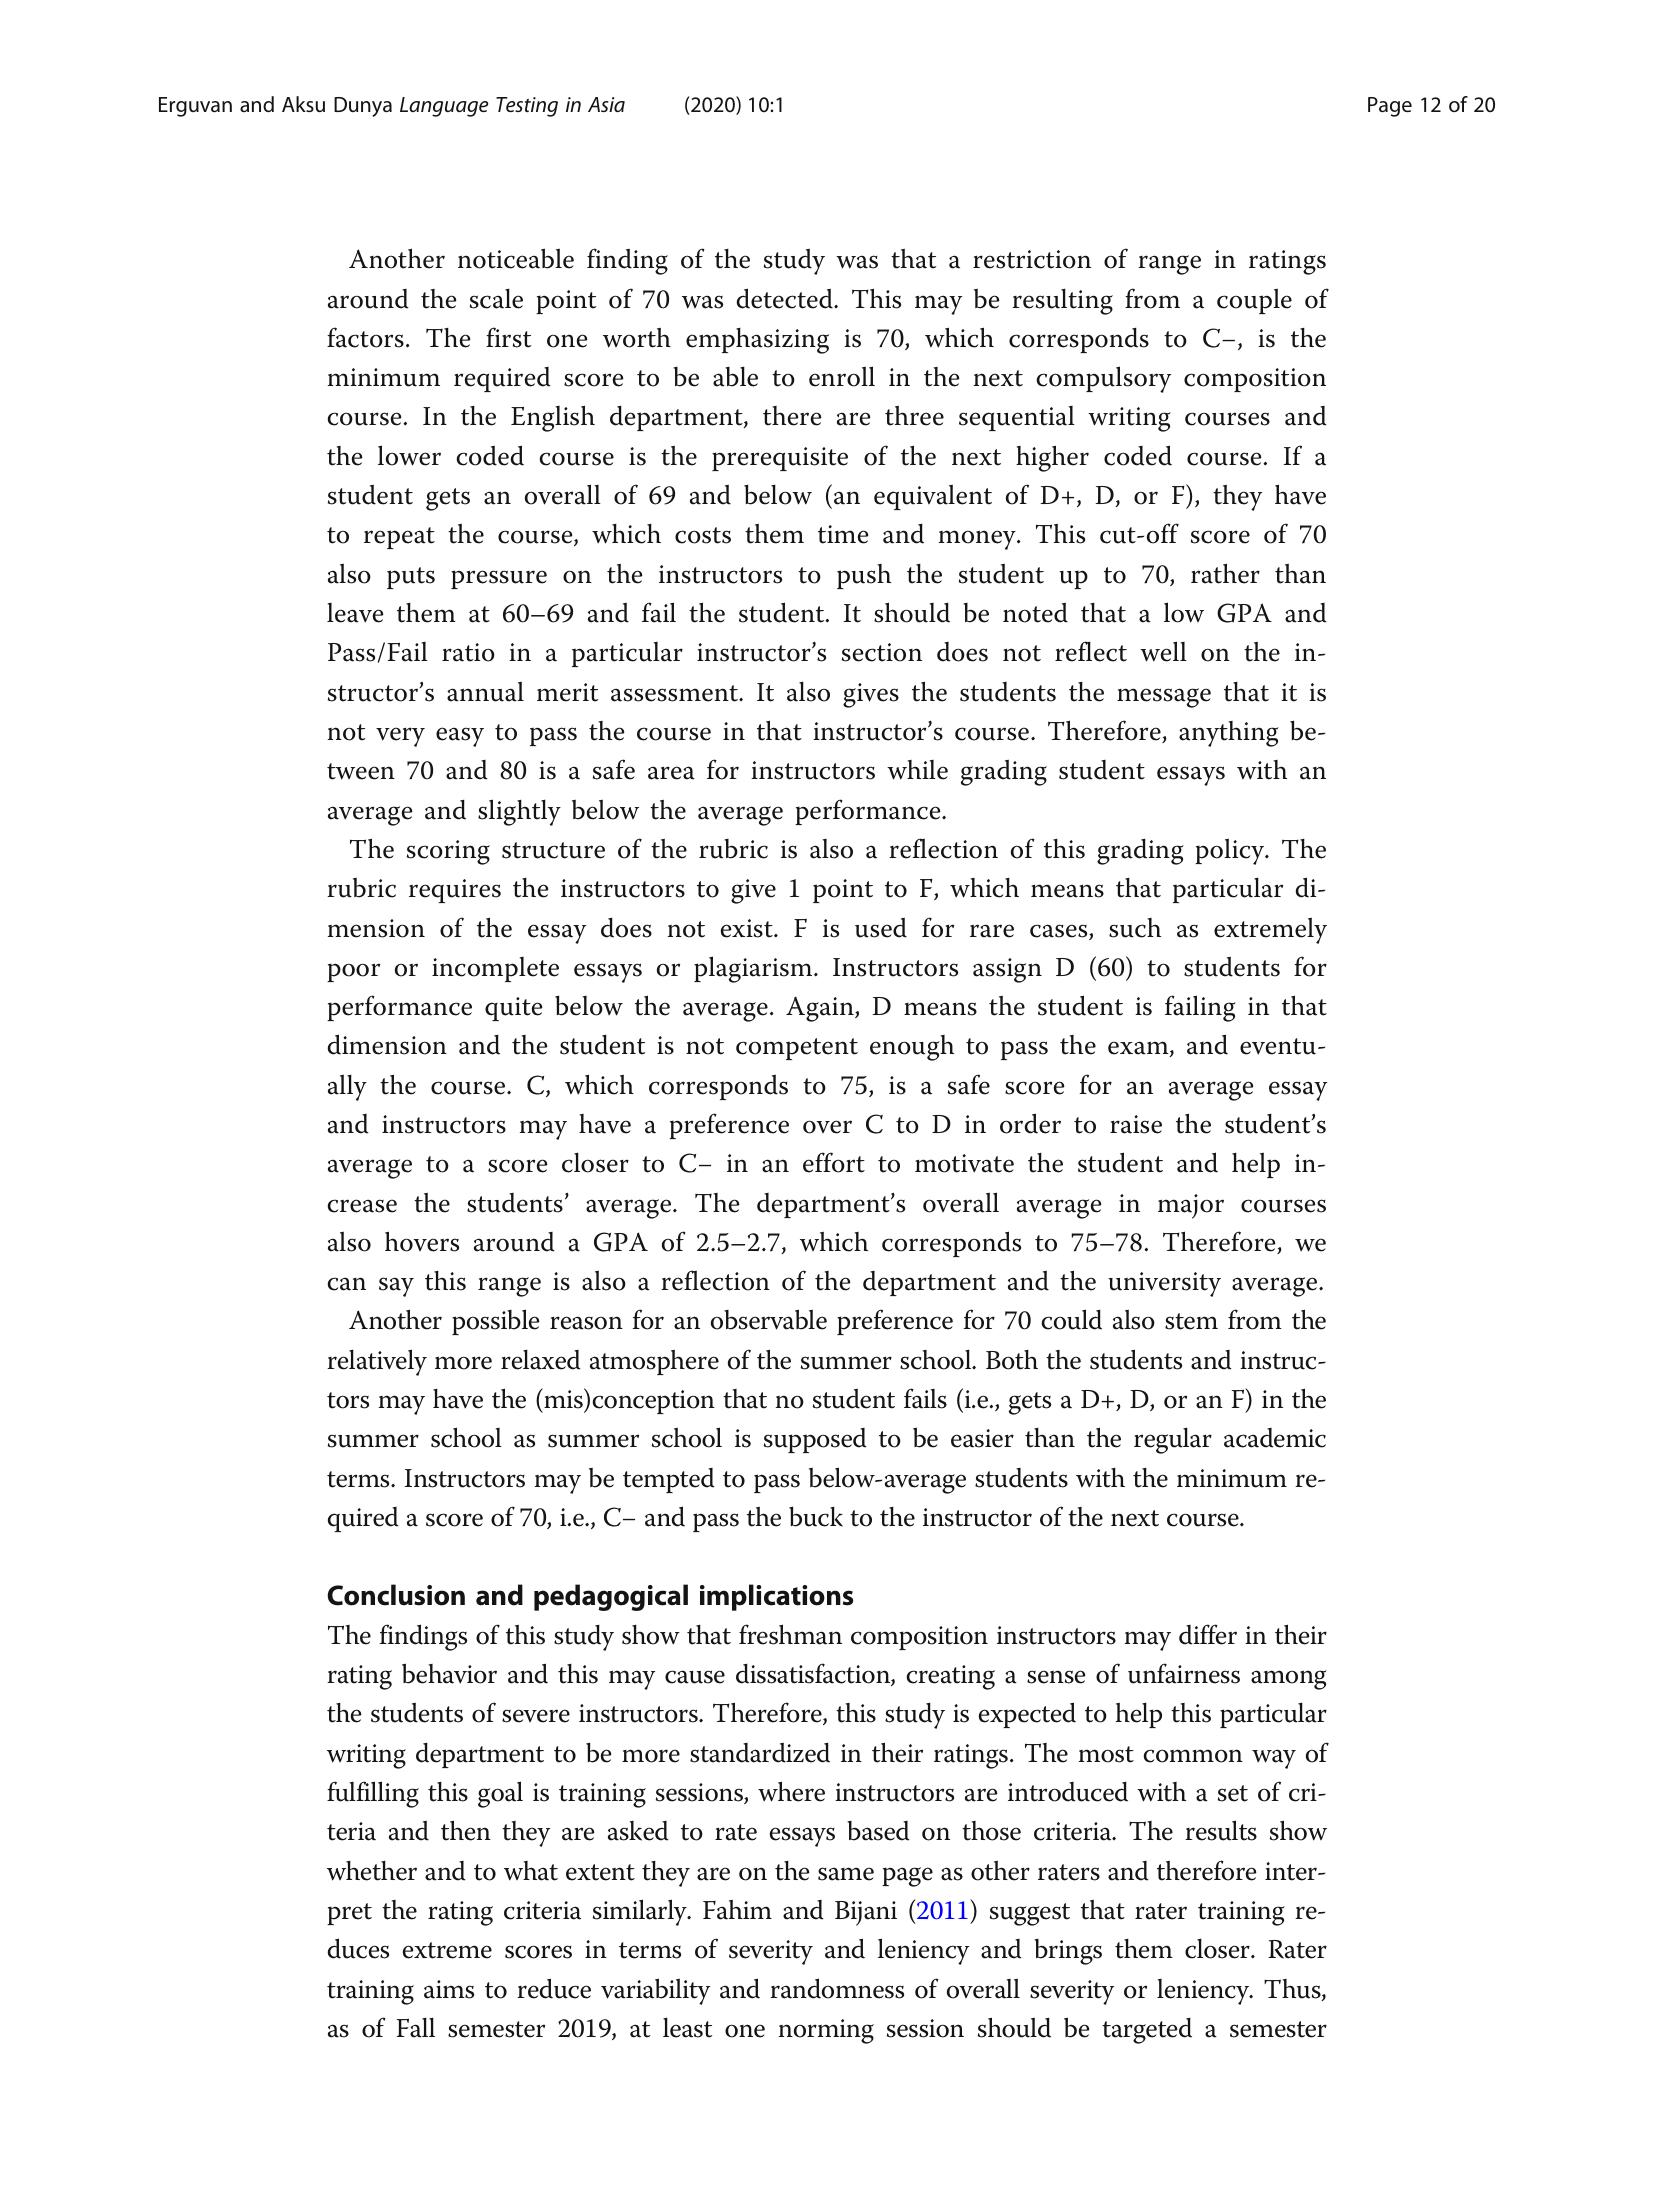 Erguvan and Aksu Dunya Language Testing in Asia (2020) 10:1 Page 12 of 20
Another noticeable finding of the study was that a restriction of range in ratings
around the scale point of 70 was detected. This may be resulting from a couple of
factors. The first one worth emphasizing is 70, which corresponds to C–, is the
minimum required score to be able to enroll in the next compulsory composition
course. In the English department, there are three sequential writing courses and
the lower coded course is the prerequisite of the next higher coded course. If a
student gets an overall of 69 and below (an equivalent of D+, D, or F), they have
to repeat the course, which costs them time and money. This cut-off score of 70
also puts pressure on the instructors to push the student up to 70, rather than
leave them at 60–69 and fail the student. It should be noted that a low GPA and
Pass/Fail ratio in a particular instructor’s section does not reflect well on the in-
structor’s annual merit assessment. It also gives the students the message that it is
not very easy to pass the course in that instructor’s course. Therefore, anything be-
tween 70 and 80 is a safe area for instructors while grading student essays with an
average and slightly below the average performance.
The scoring structure of the rubric is also a reflection of this grading policy. The
rubric requires the instructors to give 1 point to F, which means that particular di-
mension of the essay does not exist. F is used for rare cases, such as extremely
poor or incomplete essays or plagiarism. Instructors assign D (60) to students for
performance quite below the average. Again, D means the student is failing in that
dimension and the student is not competent enough to pass the exam, and eventu-
ally the course. C, which corresponds to 75, is a safe score for an average essay
and instructors may have a preference over C to D in order to raise the student’s
average to a score closer to C– in an effort to motivate the student and help in-
crease the students’ average. The department’s overall average in major courses
also hovers around a GPA of 2.5–2.7, which corresponds to 75–78. Therefore, we
can say this range is also a reflection of the department and the university average.
Another possible reason for an observable preference for 70 could also stem from the
relatively more relaxed atmosphere of the summer school. Both the students and instruc-
tors may have the (mis)conception that no student fails (i.e., gets a D+, D, or an F) in the
summer school as summer school is supposed to be easier than the regular academic
terms. Instructors may be tempted to pass below-average students with the minimum re-
quired a score of 70, i.e., C– and pass the buck to the instructor of the next course.
Conclusion and pedagogical implications
The findings of this study show that freshman composition instructors may differ in their
rating behavior and this may cause dissatisfaction, creating a sense of unfairness among
the students of severe instructors. Therefore, this study is expected to help this particular
writing department to be more standardized in their ratings. The most common way of
fulfilling this goal is training sessions, where instructors are introduced with a set of cri-
teria and then they are asked to rate essays based on those criteria. The results show
whether and to what extent they are on the same page as other raters and therefore inter-
pret the rating criteria similarly. Fahim and Bijani (2011) suggest that rater training re-
duces extreme scores in terms of severity and leniency and brings them closer. Rater
training aims to reduce variability and randomness of overall severity or leniency. Thus,
as of Fall semester 2019, at least one norming session should be targeted a semester